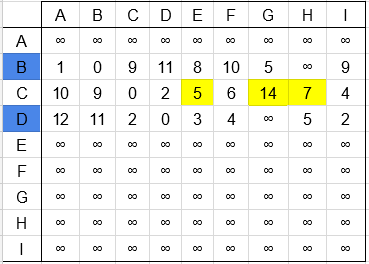 A B C D E F G H I
A ∞ ∞ ∞ ∞ ∞ ∞ ∞ ∞ ∞
B 1 0 9 11 8 10 5 ∞ 9
C 10 9 0 2 5 6 14 7 4
D 12 11 2 0 3 4 ∞ 5 2
E ∞ ∞ ∞ ∞ ∞ ∞ ∞ ∞ ∞
F ∞ ∞ ∞ ∞ ∞ ∞ ∞ ∞ ∞
G ∞ ∞ ∞ ∞ ∞ ∞ ∞ ∞ ∞
H ∞ ∞ ∞ ∞ ∞ ∞ ∞ ∞ ∞
I ∞ ∞ ∞ ∞ ∞ ∞ ∞ ∞ ∞